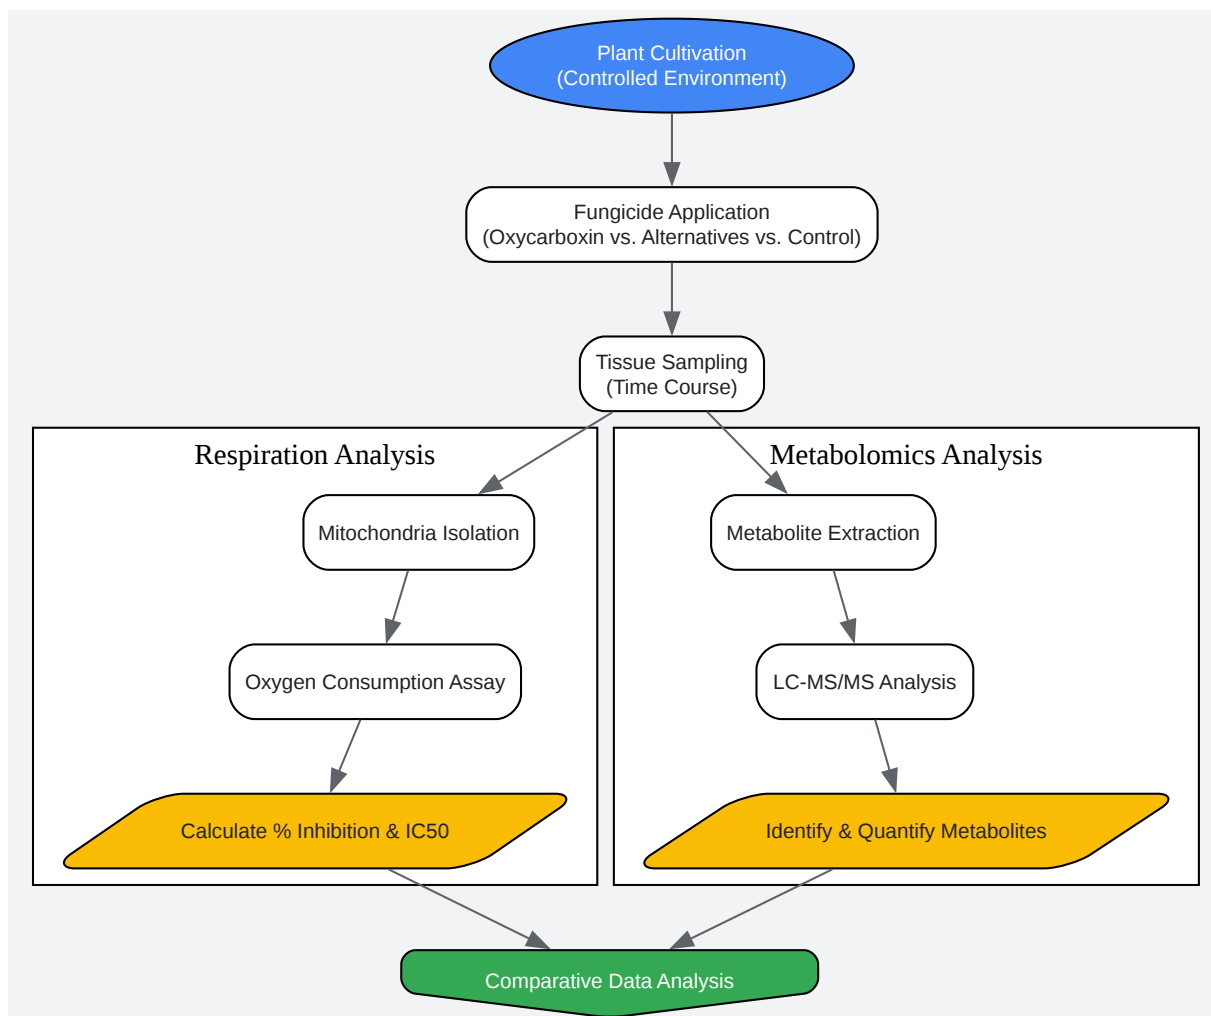 Plant Cultivation
(Controlled Environment)
Fungicide Application
(Oxycarboxin vs. Alternatives vs. Control)
Tissue Sampling
(Time Course)
Respiration Analysis
Mitochondria Isolation
Oxygen Consumption Assay
Calculate % Inhibition & IC50
Metabolomics Analysis
Metabolite Extraction
LC-MS/MS Analysis
Identify & Quantify Metabolites
Comparative Data Analysis